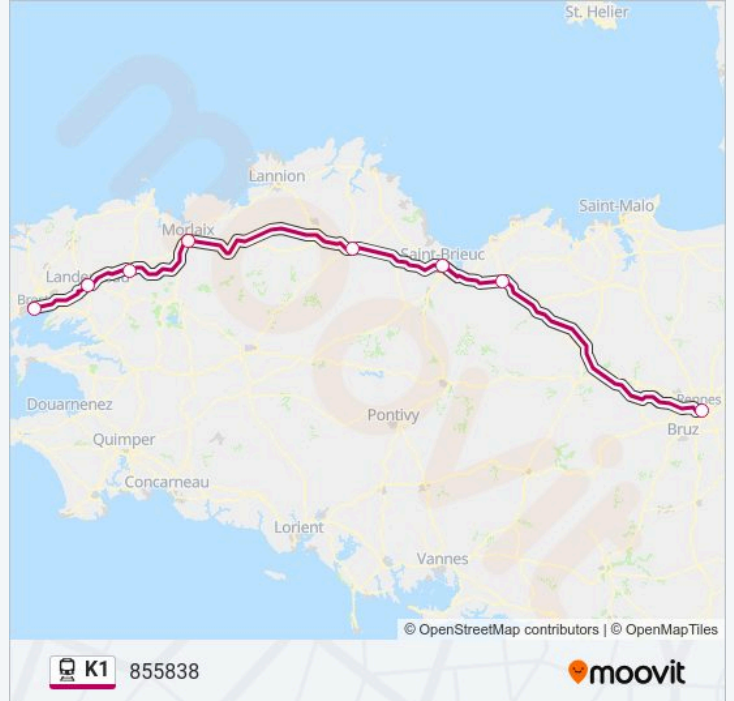 St. Helier
Lannion
Saint-Malo
Morlaix
Saint-Brieuc
Rennes
Douarnenez
Pontivy
Bruz
Quimper
Concarneau
Lorient
Vannes
© OpenStreetMap contributors | © OpenMapTiles
K1 855838 moovit